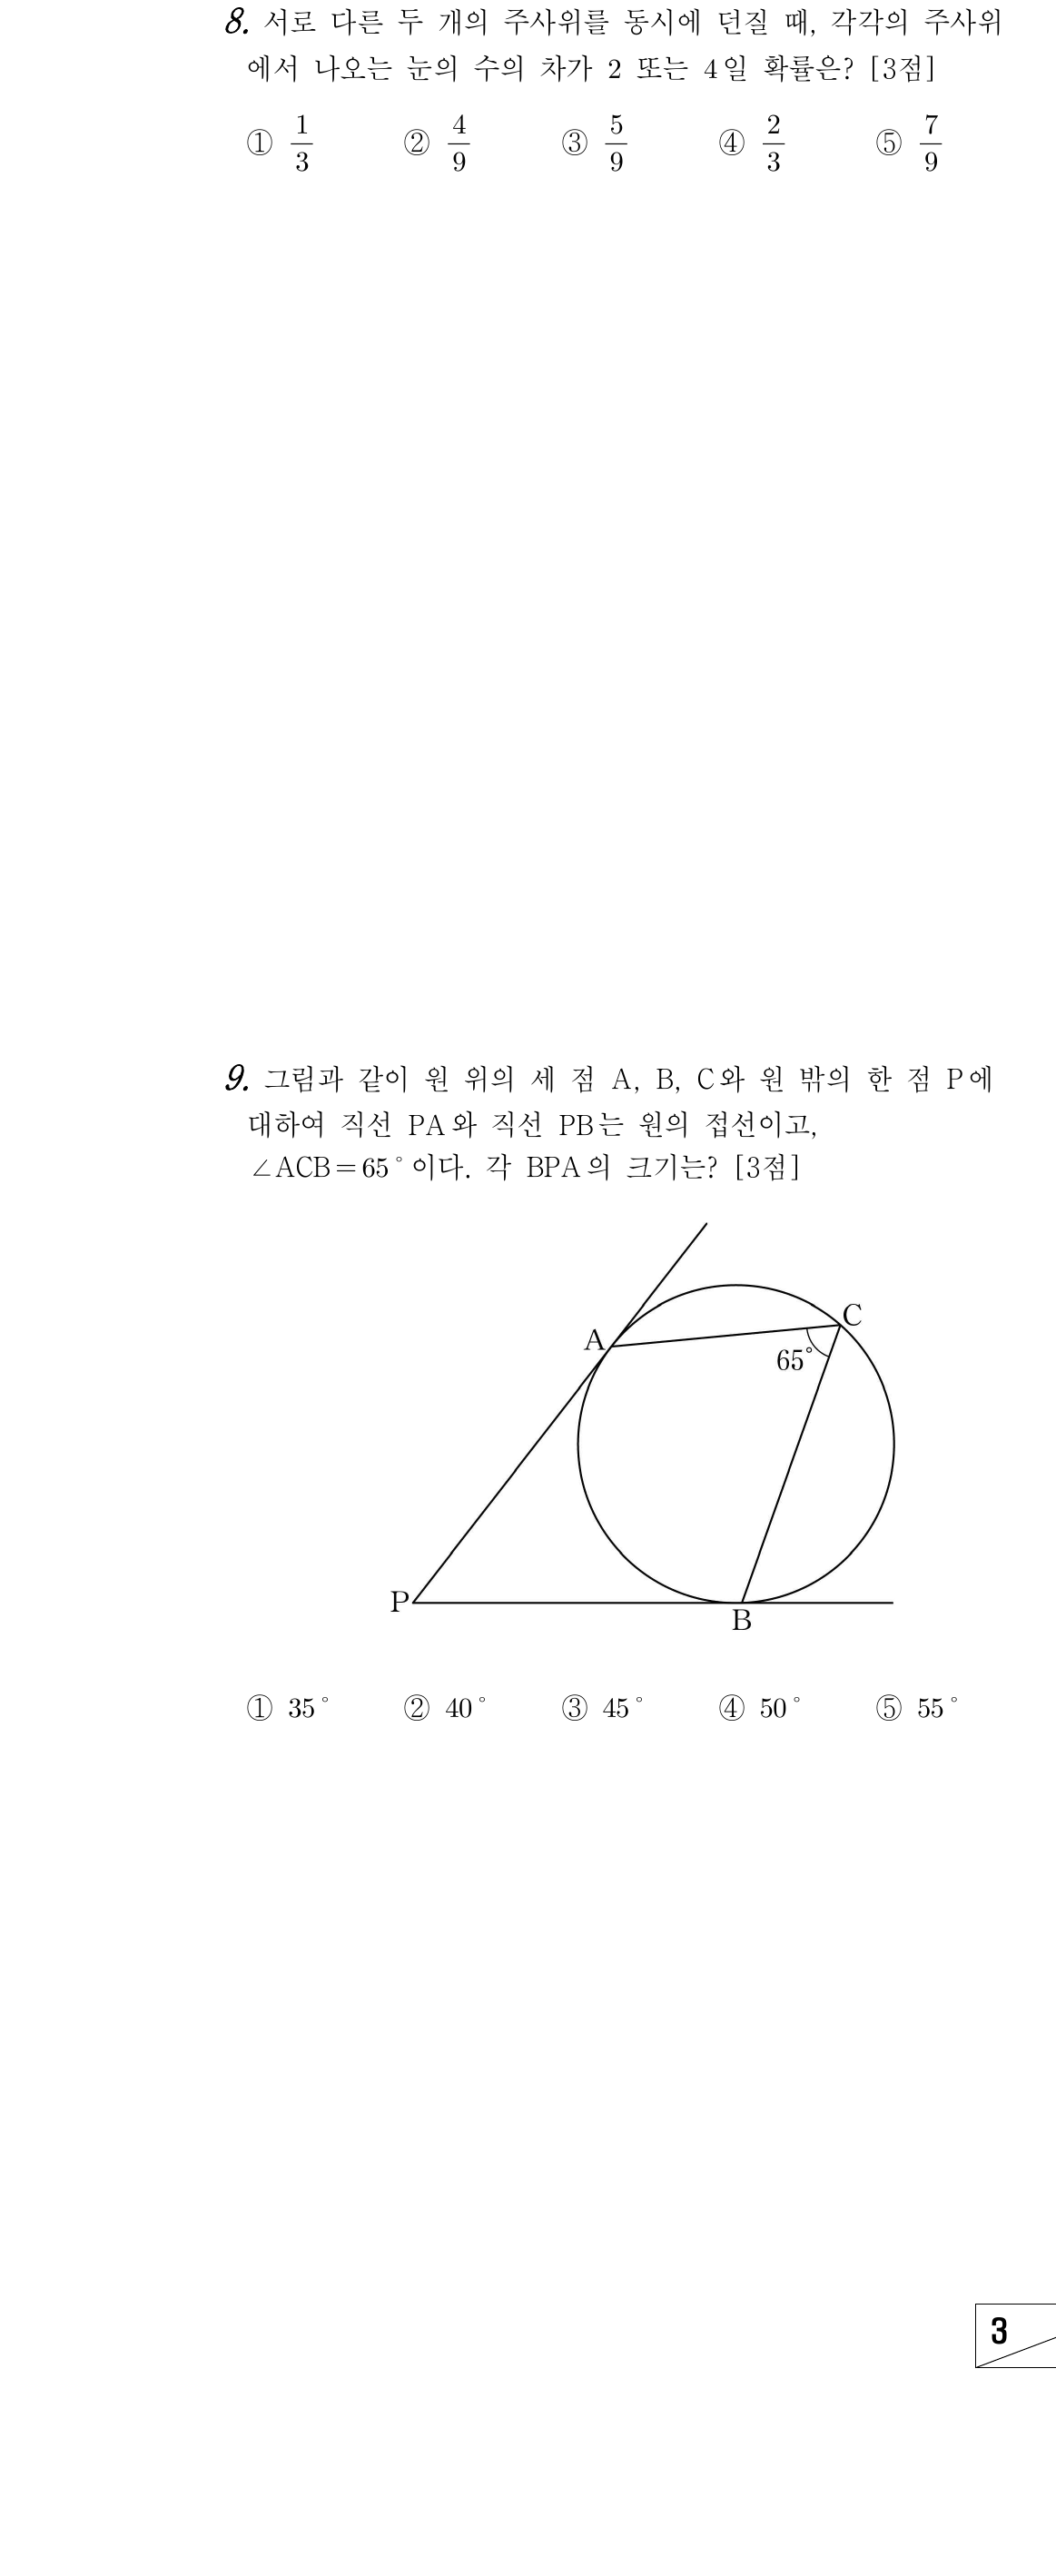 8. 서로 다른 두 개의 주사위를 동시에 던질 때, 각각의 주사위
에서 나오는 눈의 수의 차가 2 또는 4일 확률은? [3점]
① 1/3 ② 4/9 ③ 5/9 ④ 2/3 ⑤ 7/9
9. 그림과 같이 원 위의 세 점 A, B, C와 원 밖의 한 점 P에
대하여 직선 PA와 직선 PB는 원의 접선이고,
∠ACB=65°이다. 각 BPA의 크기는? [3점]
C
A
65°
P
B
① 35° ② 40° ③ 45° ④ 50° ⑤ 55°
3